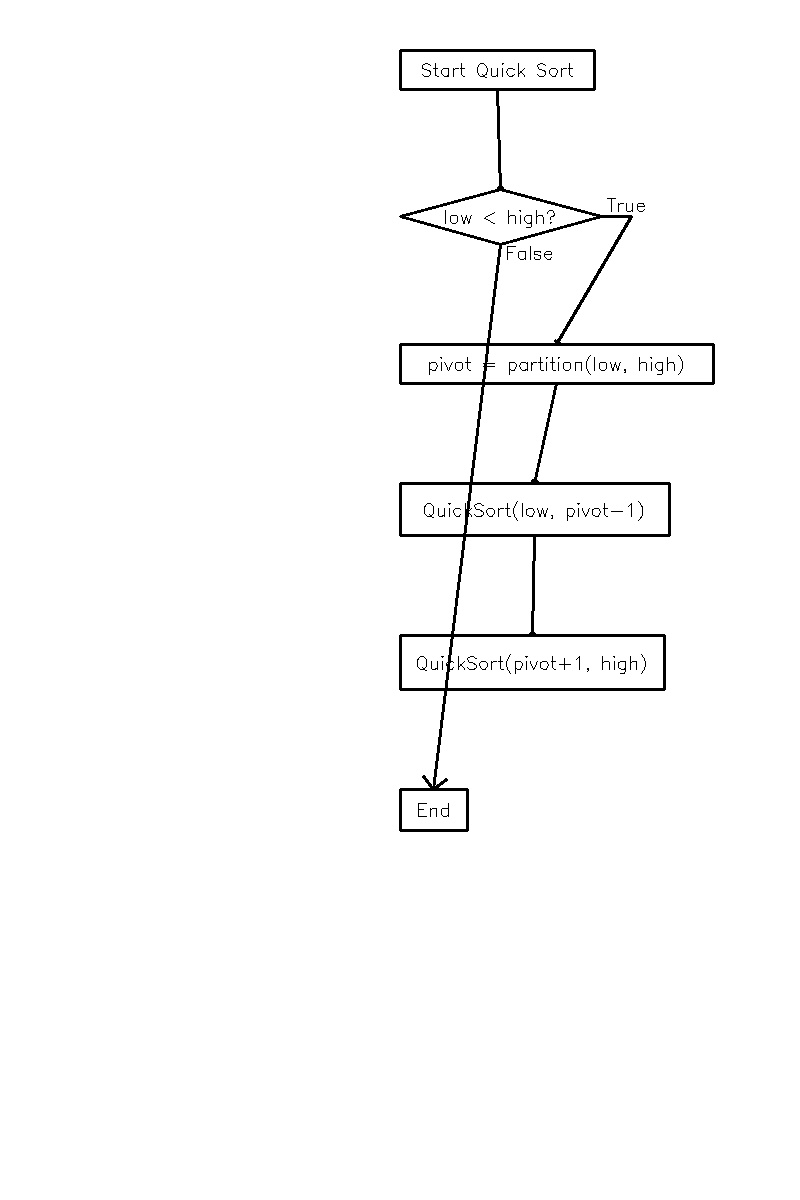 Start Quick Sort
low < high?
True
False
pivot = partition(low, high)
QuickSort(low, pivot−1)
QuickSort(pivot+1, high)
End